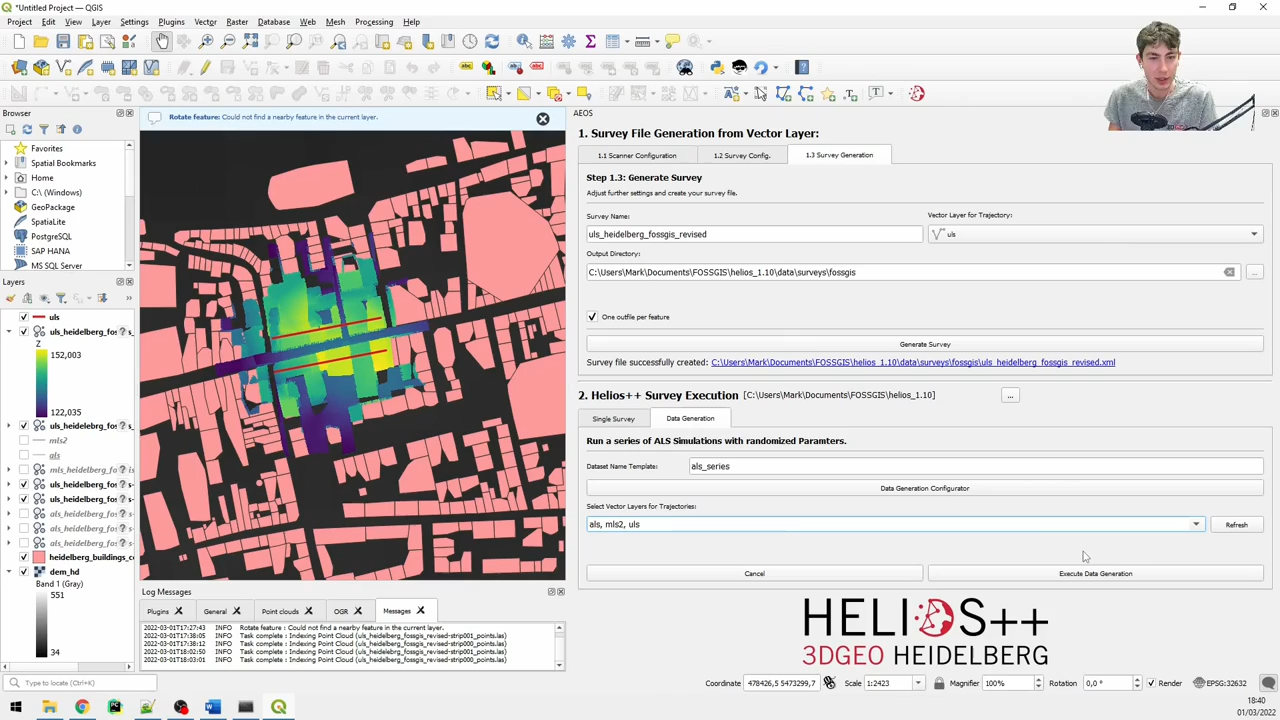 *Untitled Project — QGIS
Project Edit View Layer Settings Plugins Vector Raster Database Web Mesh Processing Help
Browser
Favorites
Spatial Bookmarks
Home
C:\ (Windows)
GeoPackage
SpatiaLite
PostgreSQL
SAP HANA
MS SQL Server
Layers
uls
uls_heidelberg_fos
Z
152,003
122,035
uls_heidelebrg_fo
mls2
als
mls_heidelberg_fo
uls_heidelberg_fos
uls_heidelberg_fos
als_heidelberg_fos
als_heidelberg_fos
heidelberg_buildings_c
dem_hd
Band 1 (Gray)
551
34
Rotate feature: Could not find a nearby feature in the current layer.
Log Messages
Plugins General Point clouds OGR Messages
2022-03-01T17:27:43 INFO Rotate feature : Could not find a nearby feature in the current layer.
2022-03-01T17:38:05 INFO Task complete : Indexing Point Cloud (uls_heidelberg_fossgis_revised-strip001_points.las)
2022-03-01T17:38:12 INFO Task complete : Indexing Point Cloud (uls_heidelberg_fossgis_revised-strip000_points.las)
2022-03-01T18:02:50 INFO Task complete : Indexing Point Cloud (uls_heidelebrg_fossgis_revised-strip001_points.las)
2022-03-01T18:03:01 INFO Task complete : Indexing Point Cloud (uls_heidelebrg_fossgis_revised-strip000_points.las)
AEOS
1. Survey File Generation from Vector Layer:
1.1 Scanner Configuration 1.2 Survey Config. 1.3 Survey Generation
Step 1.3: Generate Survey
Adjust further settings and create your survey file.
Survey Name: Vector Layer for Trajectory:
uls_heidelberg_fossgis_revised uls
Output Directory:
C:\Users\Mark\Documents\FOSSGIS\helios_1.10\data\surveys\fossgis ...
One outfile per feature
Generate Survey
Survey file successfully created: C:\Users\Mark\Documents\FOSSGIS\helios_1.10\data\surveys\fossgis\uls_heidelberg_fossgis_revised.xml
2. Helios++ Survey Execution [C:\Users\Mark\Documents\FOSSGIS\helios_1.10] ...
Single Survey Data Generation
Run a series of ALS Simulations with randomized Paramters.
Dataset Name Template: als_series
Data Generation Configurator
Select Vector Layers for Trajectories:
als, mls2, uls Refresh
Cancel Execute Data Generation
HELIOS++
3DGEO HEIDELBERG
Type to locate (Ctrl+K) Coordinate 478426,5 5473299,7 Scale 1:2423 Magnifier 100% Rotation 0,0 ° Render EPSG:32632
18:40
01/03/2022